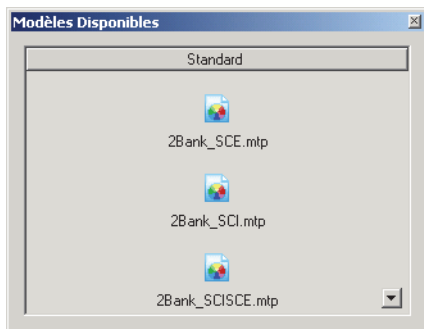 Modèles Disponibles
Standard
2Bank_SCE.mtp
2Bank_SCI.mtp
2Bank_SCISCE.mtp